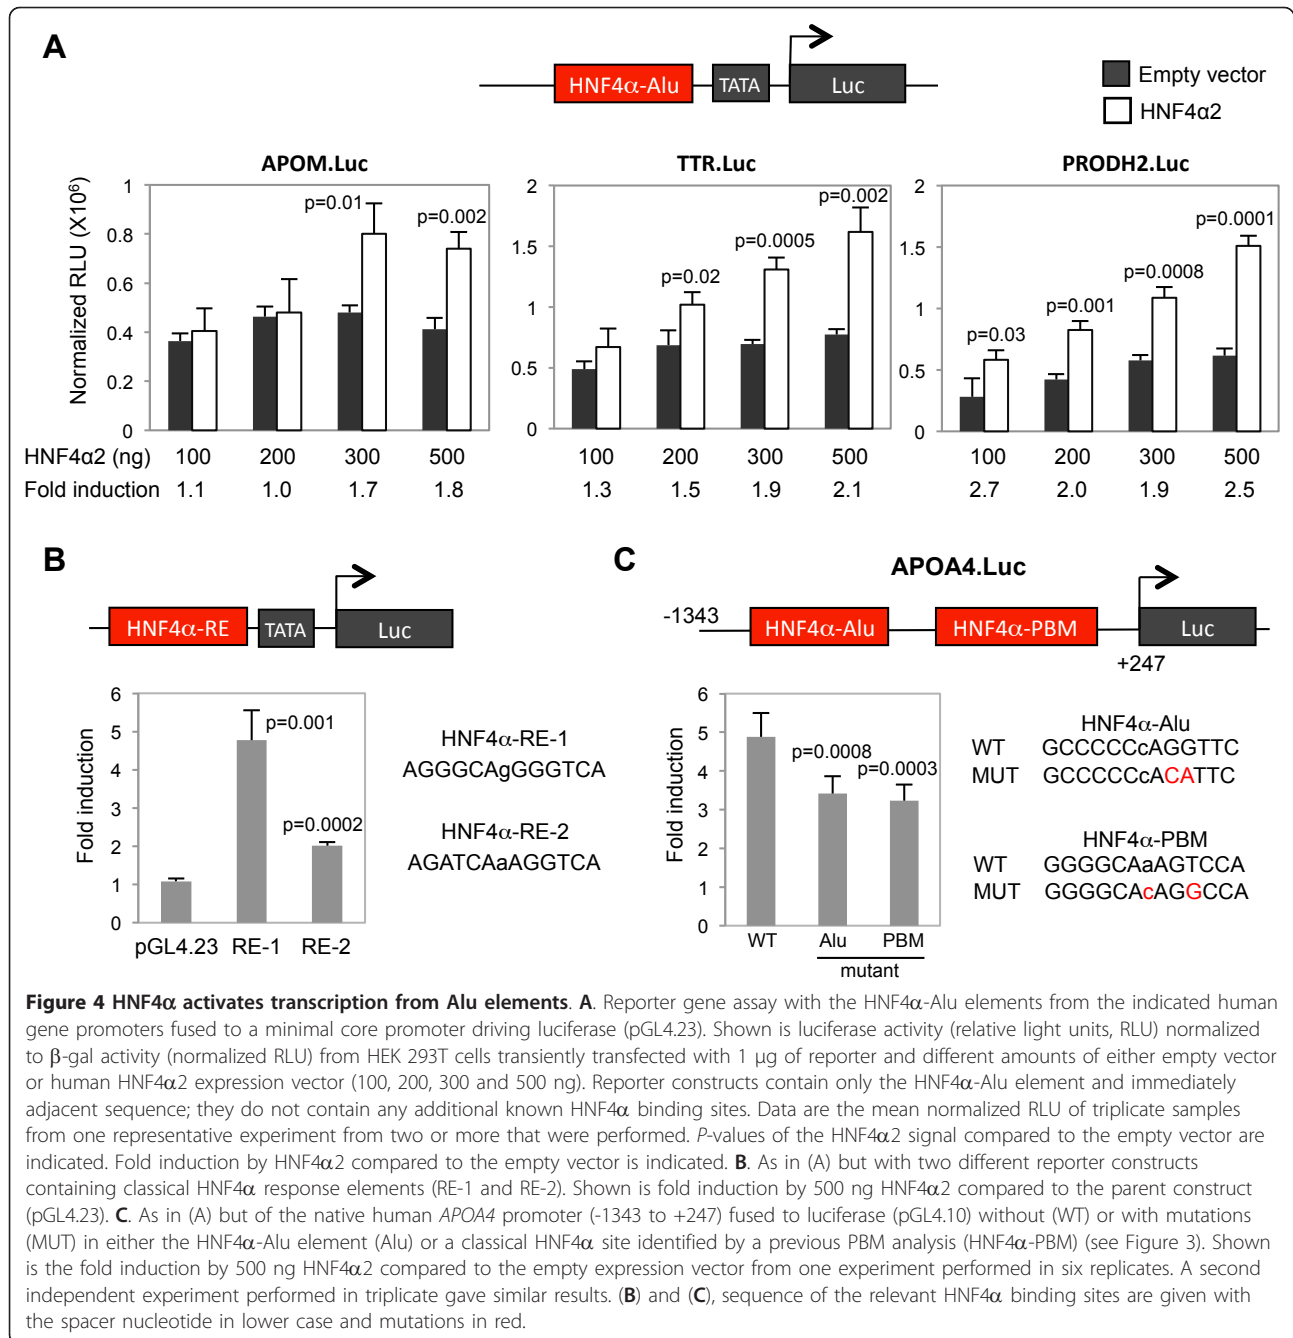 A
HNF4α-Alu TATA Luc
Empty vector
HNF4α2
APOM.Luc TTR.Luc PRODH2.Luc
Normalized RLU (X10⁶)
1
0.8
0.6
0.4
0.2
0
p=0.01
p=0.002
2
1.5
1
0.5
0
p=0.02
p=0.0005
p=0.002
2
1.5
1
0.5
0
p=0.03
p=0.001
p=0.0008
p=0.0001
HNF4α2 (ng) 100 200 300 500 100 200 300 500 100 200 300 500
Fold induction 1.1 1.0 1.7 1.8 1.3 1.5 1.9 2.1 2.7 2.0 1.9 2.5
B
HNF4α-RE TATA Luc
Fold induction
6
5
4
3
2
1
0
p=0.001
p=0.0002
pGL4.23 RE-1 RE-2
HNF4α-RE-1
AGGGCAgGGGTCA
HNF4α-RE-2
AGATCAaAGGTCA
C
APOA4.Luc
-1343
HNF4α-Alu HNF4α-PBM Luc
+247
Fold induction
6
5
4
3
2
1
0
p=0.0008
p=0.0003
WT Alu PBM
mutant
HNF4α-Alu
WT GCCCCCcAGGTTC
MUT GCCCCCcACATTC
HNF4α-PBM
WT GGGGCAaAGTCCA
MUT GGGGCAcAGGCCA
Figure 4 HNF4α activates transcription from Alu elements. A. Reporter gene assay with the HNF4α-Alu elements from the indicated human
gene promoters fused to a minimal core promoter driving luciferase (pGL4.23). Shown is luciferase activity (relative light units, RLU) normalized
to β-gal activity (normalized RLU) from HEK 293T cells transiently transfected with 1 μg of reporter and different amounts of either empty vector
or human HNF4α2 expression vector (100, 200, 300 and 500 ng). Reporter constructs contain only the HNF4α-Alu element and immediately
adjacent sequence; they do not contain any additional known HNF4α binding sites. Data are the mean normalized RLU of triplicate samples
from one representative experiment from two or more that were performed. P-values of the HNF4α2 signal compared to the empty vector are
indicated. Fold induction by HNF4α2 compared to the empty vector is indicated. B. As in (A) but with two different reporter constructs
containing classical HNF4α response elements (RE-1 and RE-2). Shown is fold induction by 500 ng HNF4α2 compared to the parent construct
(pGL4.23). C. As in (A) but of the native human APOA4 promoter (-1343 to +247) fused to luciferase (pGL4.10) without (WT) or with mutations
(MUT) in either the HNF4α-Alu element (Alu) or a classical HNF4α site identified by a previous PBM analysis (HNF4α-PBM) (see Figure 3). Shown
is the fold induction by 500 ng HNF4α2 compared to the empty expression vector from one experiment performed in six replicates. A second
independent experiment performed in triplicate gave similar results. (B) and (C), sequence of the relevant HNF4α binding sites are given with
the spacer nucleotide in lower case and mutations in red.